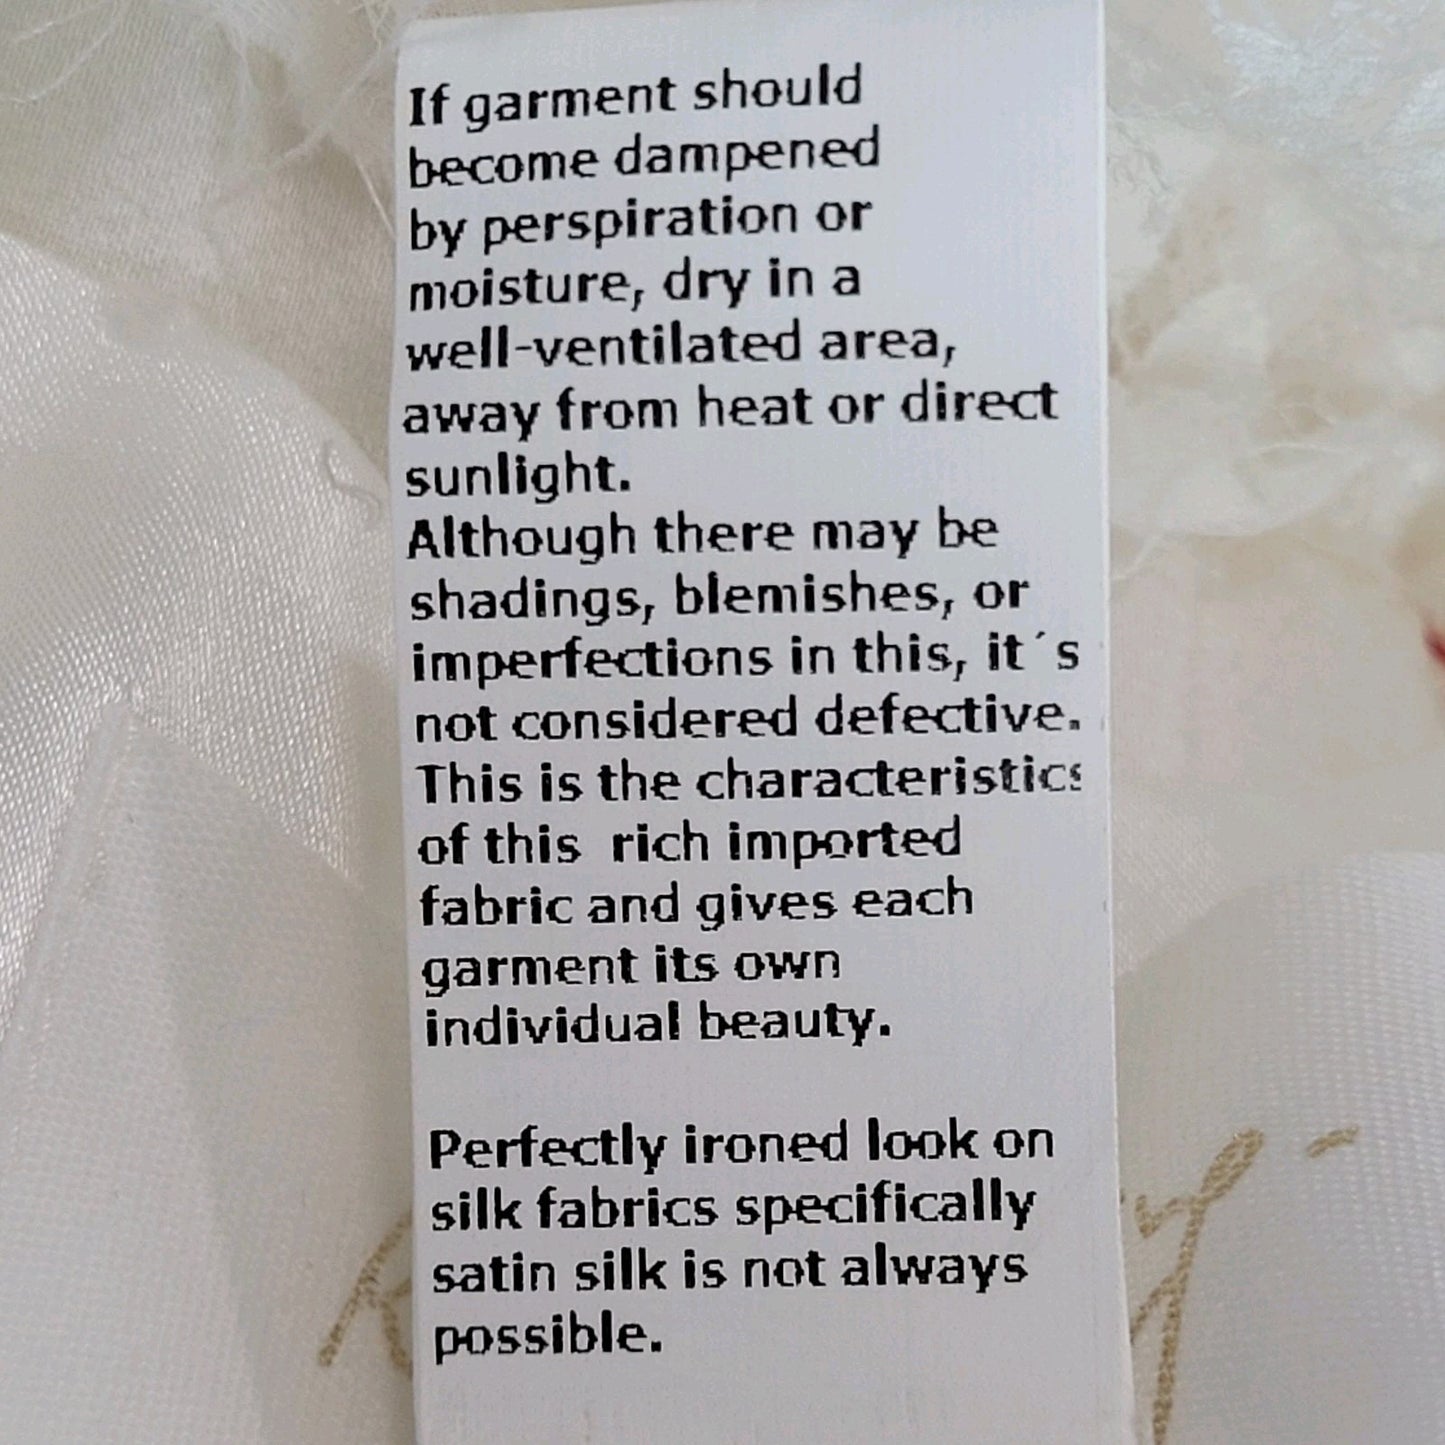 If garment should
become dampened
by perspiration or
moisture, dry in a
well-ventilated area,
away from heat or direct
sunlight.
Although there may be
shadings, blemishes, or
imperfections in this, it´s
not considered defective.
This is the characteristics
of this  rich imported
fabric and gives each
garment its own
individual beauty.

Perfectly ironed look on
silk fabrics specifically
satin silk is not always
possible.